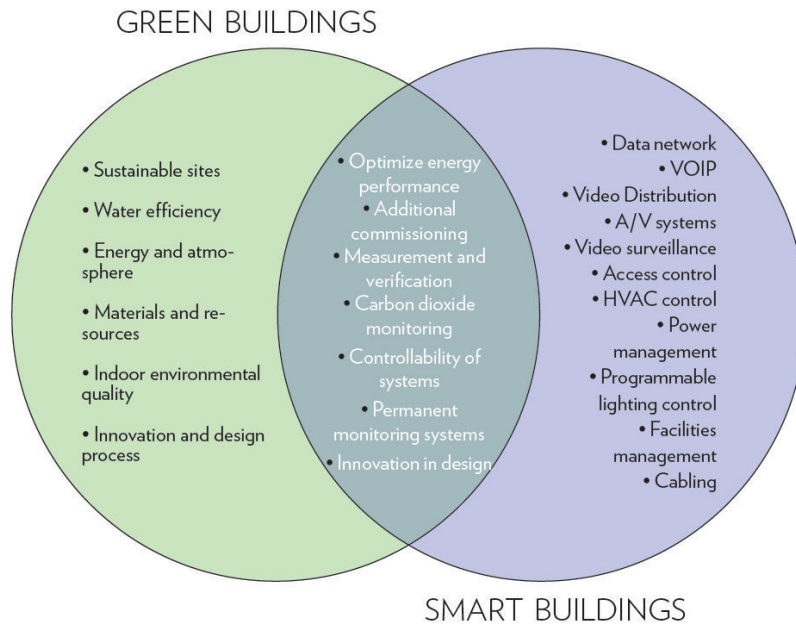 GREEN BUILDINGS
• Sustainable sites
• Water efficiency
• Energy and atmo-
sphere
• Materials and re-
sources
• Indoor environmental
quality
• Innovation and design
process
• Optimize energy
performance
• Additional
commissioning
• Measurement and
verification
• Carbon dioxide
monitoring
• Controllability of
systems
• Permanent
monitoring systems
• Innovation in design
• Data network
• VOIP
• Video Distribution
• A/V systems
• Video surveillance
• Access control
• HVAC control
• Power
management
• Programmable
lighting control
• Facilities
management
• Cabling
SMART BUILDINGS